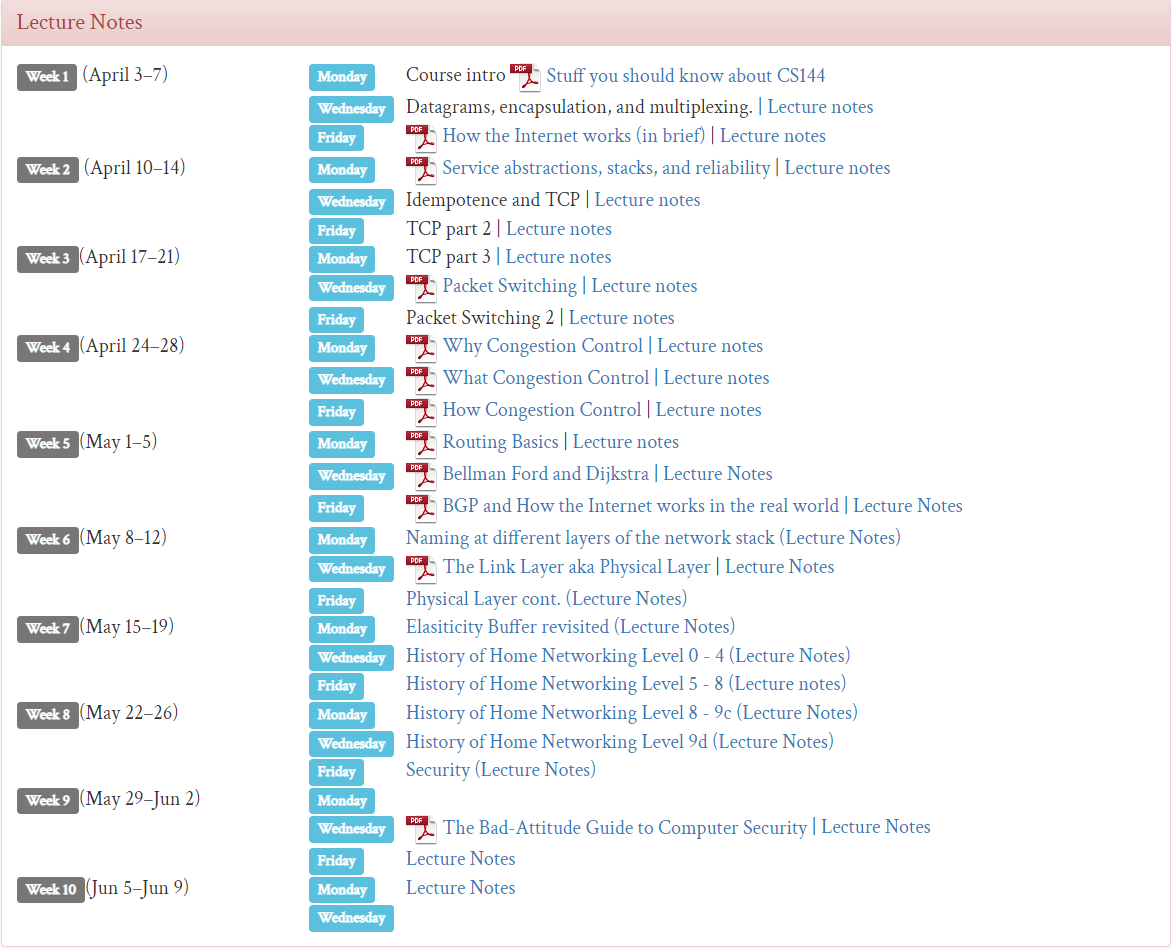 Lecture Notes
Week 1 (April 3–7) Monday Course intro PDF Stuff you should know about CS144
Wednesday Datagrams, encapsulation, and multiplexing. | Lecture notes
Friday PDF How the Internet works (in brief) | Lecture notes
Week 2 (April 10–14) Monday PDF Service abstractions, stacks, and reliability | Lecture notes
Wednesday Idempotence and TCP | Lecture notes
Friday TCP part 2 | Lecture notes
Week 3 (April 17–21) Monday TCP part 3 | Lecture notes
Wednesday PDF Packet Switching | Lecture notes
Friday Packet Switching 2 | Lecture notes
Week 4 (April 24–28) Monday PDF Why Congestion Control | Lecture notes
Wednesday PDF What Congestion Control | Lecture notes
Friday PDF How Congestion Control | Lecture notes
Week 5 (May 1–5) Monday PDF Routing Basics | Lecture notes
Wednesday PDF Bellman Ford and Dijkstra | Lecture Notes
Friday PDF BGP and How the Internet works in the real world | Lecture Notes
Week 6 (May 8–12) Monday Naming at different layers of the network stack (Lecture Notes)
Wednesday PDF The Link Layer aka Physical Layer | Lecture Notes
Friday Physical Layer cont. (Lecture Notes)
Week 7 (May 15–19) Monday Elasiticity Buffer revisited (Lecture Notes)
Wednesday History of Home Networking Level 0 - 4 (Lecture Notes)
Friday History of Home Networking Level 5 - 8 (Lecture notes)
Week 8 (May 22–26) Monday History of Home Networking Level 8 - 9c (Lecture Notes)
Wednesday History of Home Networking Level 9d (Lecture Notes)
Friday Security (Lecture Notes)
Week 9 (May 29–Jun 2) Monday
Wednesday PDF The Bad-Attitude Guide to Computer Security | Lecture Notes
Friday Lecture Notes
Week 10 (Jun 5–Jun 9) Monday Lecture Notes
Wednesday